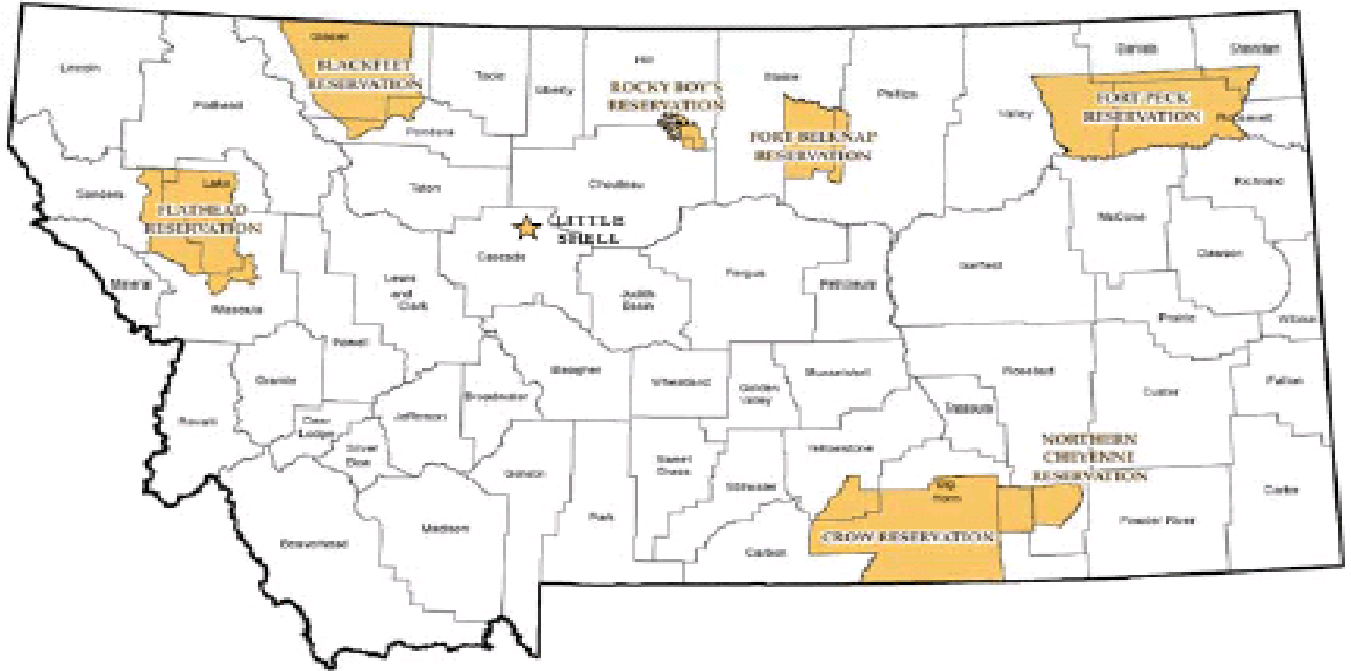 Glacier
BLACKFEET
RESERVATION
Lincoln
Flathead
Toole
Liberty
Hill
ROCKY BOY'S
RESERVATION
Blaine
Phillips
Valley
Daniels
Sheridan
FORT PECK
RESERVATION
Roosevelt
Pondera
FORT BELKNAP
RESERVATION
Sanders
Lake
FLATHEAD
RESERVATION
Teton
Chouteau
LITTLE
SHELL
Cascade
Richland
McCone
Dawson
Garfield
Fergus
Petroleum
Mineral
Missoula
Lewis
and
Clark
Judith
Basin
Prairie
Wibaux
Powell
Granite
Meagher
Wheatland
Golden
Valley
Musselshell
Rosebud
Custer
Fallon
Ravalli
Deer
Lodge
Silver
Bow
Jefferson
Broadwater
Treasure
Yellowstone
Sweet
Grass
Stillwater
NORTHERN
CHEYENNE
RESERVATION
Big
Horn
Gallatin
Park
Carbon
CROW RESERVATION
Powder River
Carter
Madison
Beaverhead